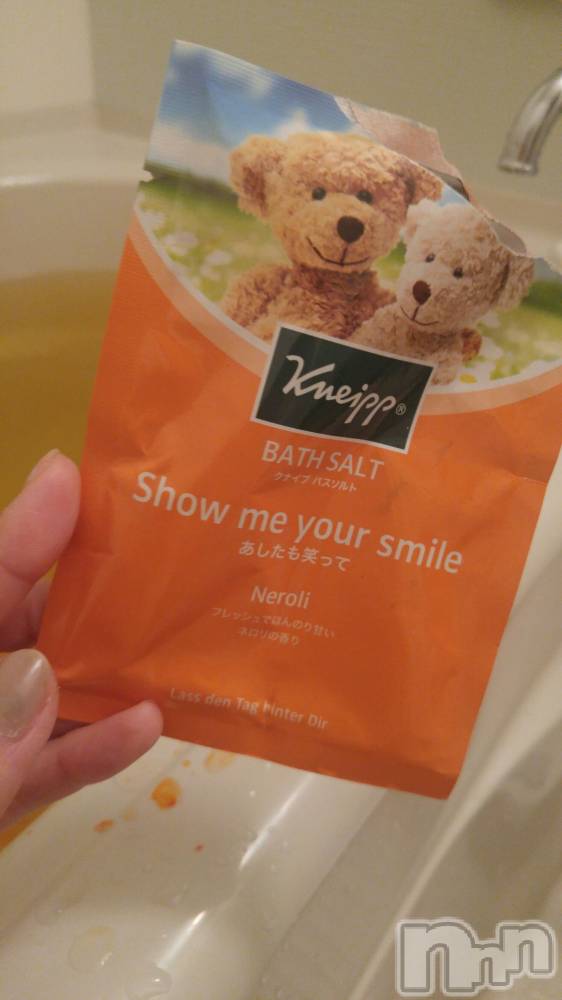 Kneipp®
BATH SALT
クナイプ バスソルト
Show me your smile
あしたも笑って
Neroli
フレッシュでほんのり甘い
ネロリの香り
Lass den Tag hinter Dir
nnn